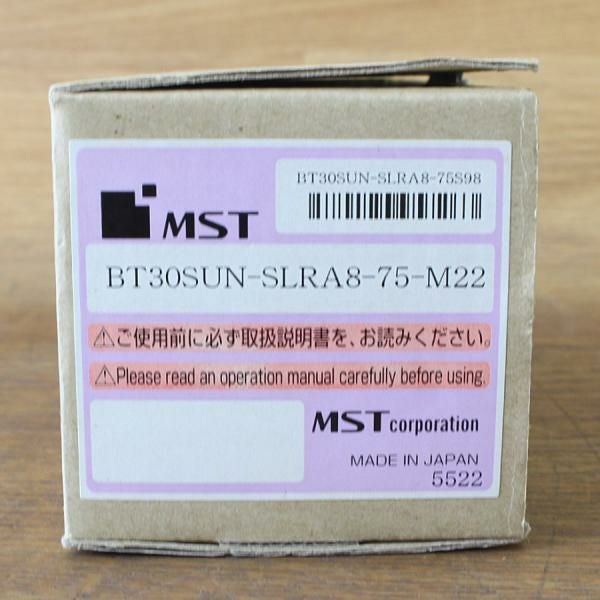 MST
BT30SUN-SLRA8-75S98
BT30SUN-SLRA8-75-M22
⚠ご使用前に必ず取扱説明書を、お読みください。
⚠Please read an operation manual carefully before using.
MST corporation
MADE IN JAPAN
5522